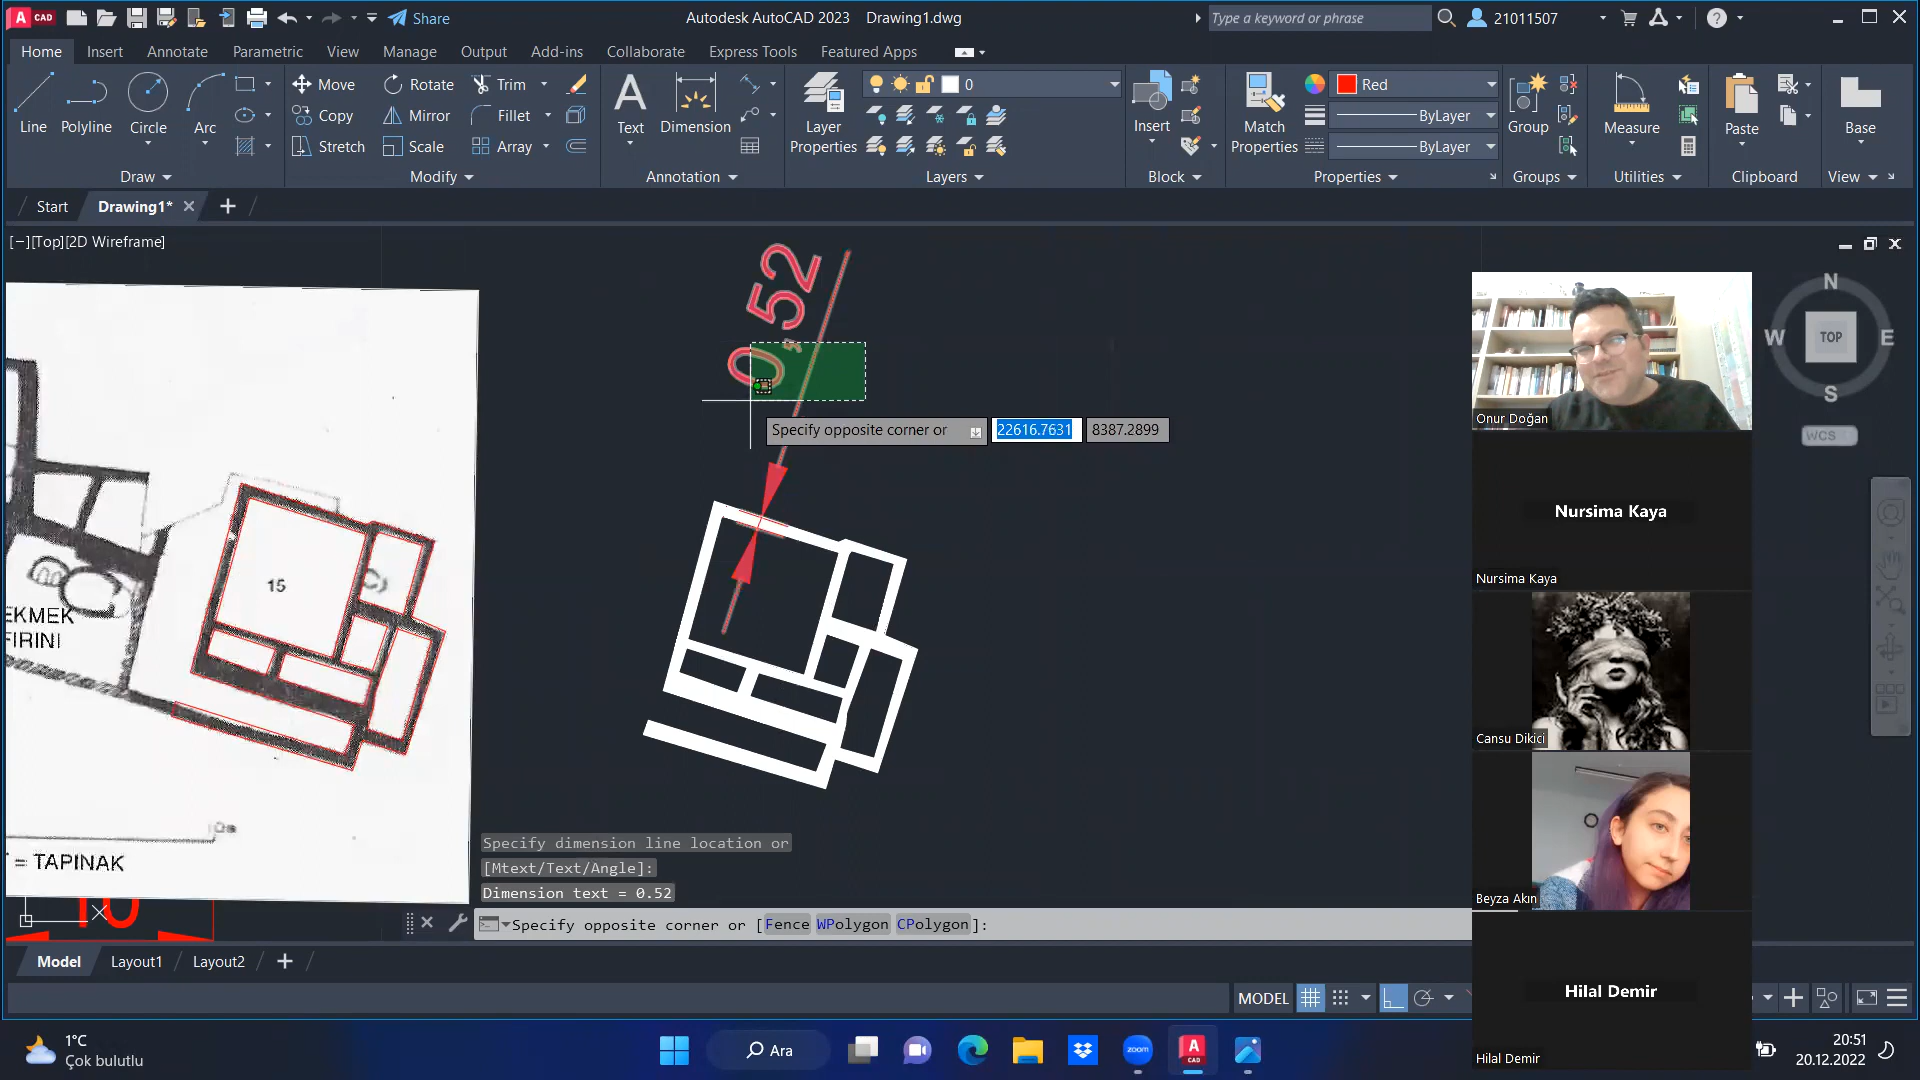 CAD
Share
Autodesk AutoCAD 2023 Drawing1.dwg
Type a keyword or phrase
21011507
Home Insert Annotate Parametric View Manage Output Add-ins Collaborate Express Tools Featured Apps
Line
Polyline
Circle
Arc
Move
Rotate
Trim
Copy
Mirror
Fillet
Stretch
Scale
Array
Text
Dimension
Layer
Properties
0
Insert
Match
Properties
Red
ByLayer
ByLayer
Group
Measure
Paste
Base
Draw
Modify
Annotation
Layers
Block
Properties
Groups
Utilities
Clipboard
View
Start
Drawing1*
[−][Top][2D Wireframe]
0,52
Specify opposite corner or 22616.7631 8387.2899
15
EKMEK
FIRINI
= TAPINAK
10
N
W
TOP
E
S
WCS
Onur Doğan
Nursima Kaya
Nursima Kaya
Cansu Dikici
Beyza Akın
Hilal Demir
Hilal Demir
Specify dimension line location or
[Mtext/Text/Angle]:
Dimension text = 0.52
Specify opposite corner or [Fence WPolygon CPolygon]:
Model Layout1 Layout2
MODEL
1°C
Çok bulutlu
Ara
zoom
A
CAD
20:51
20.12.2022